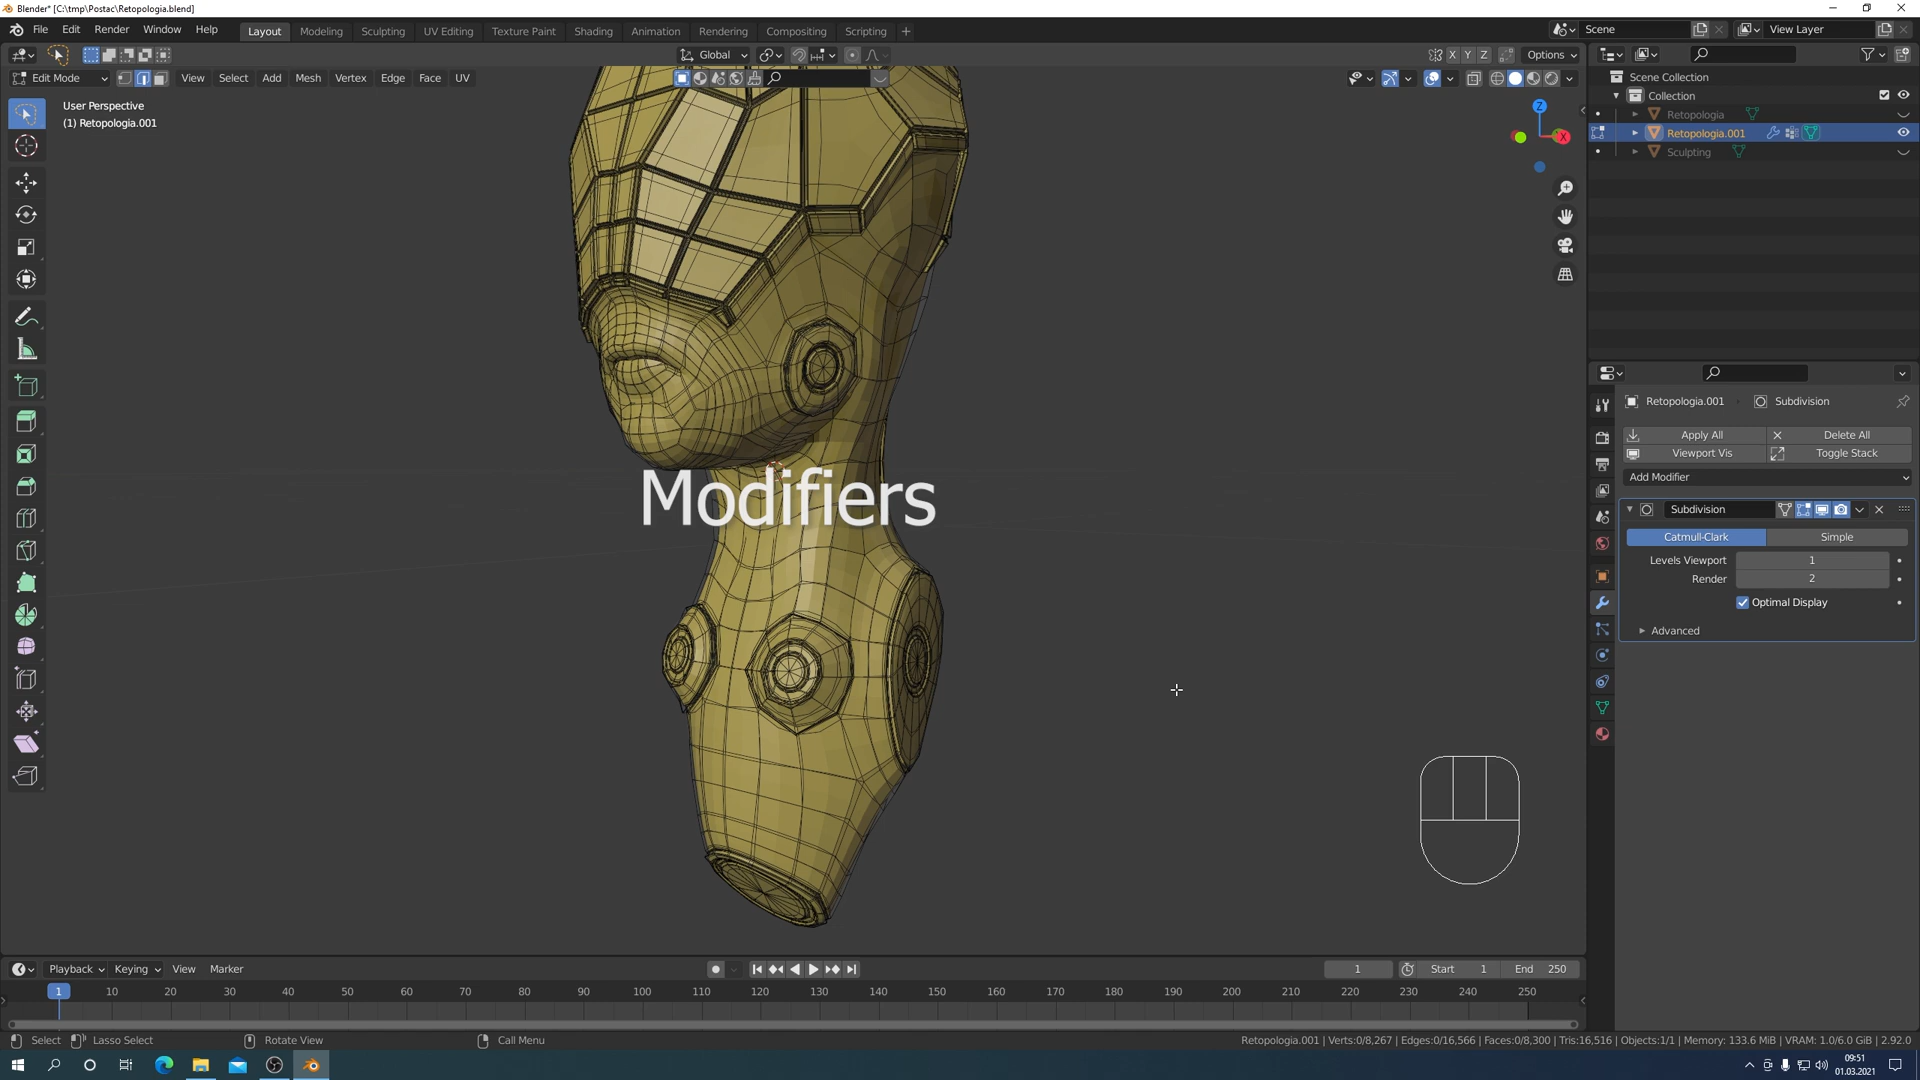 Blender* [C:\tmp\Postac\Retopologia.blend]
File Edit Render Window Help Layout Modeling Sculpting UV Editing Texture Paint Shading Animation Rendering Compositing Scripting + Scene View Layer
Global X Y Z Options
Edit Mode View Select Add Mesh Vertex Edge Face UV
User Perspective
(1) Retopologia.001
Z
X
Scene Collection
Collection
Retopologia
Retopologia.001
Sculpting
Modifiers
Retopologia.001 Subdivision
Apply All Delete All
Viewport Vis Toggle Stack
Add Modifier
Subdivision
Catmull-Clark Simple
Levels Viewport 1
Render 2
Optimal Display
Advanced
Playback Keying View Marker 1 Start 1 End 250
1 10 20 30 40 50 60 70 80 90 100 110 120 130 140 150 160 170 180 190 200 210 220 230 240 250
Select Lasso Select Rotate View Call Menu Retopologia.001 | Verts:0/8,267 | Edges:0/16,566 | Faces:0/8,300 | Tris:16,516 | Objects:1/1 | Memory: 133.6 MiB | VRAM: 1.0/6.0 GiB | 2.92.0
09:51
01.03.2021